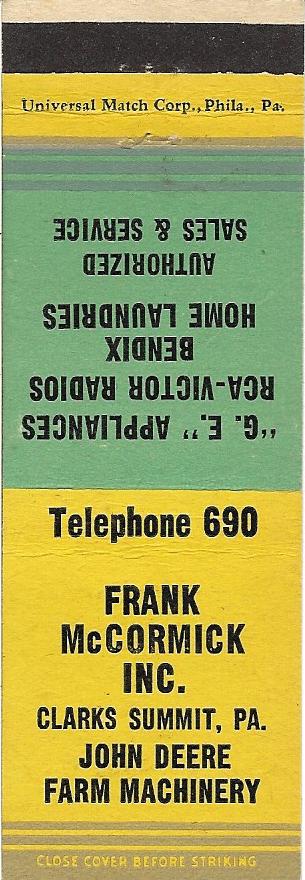 Universal Match Corp., Phila., Pa.
"G. E." APPLIANCES
RCA-VICTOR RADIOS
BENDIX
HOME LAUNDRIES
AUTHORIZED
SALES & SERVICE
Telephone 690
FRANK
McCORMICK
INC.
CLARKS SUMMIT, PA.
JOHN DEERE
FARM MACHINERY
CLOSE COVER BEFORE STRIKING